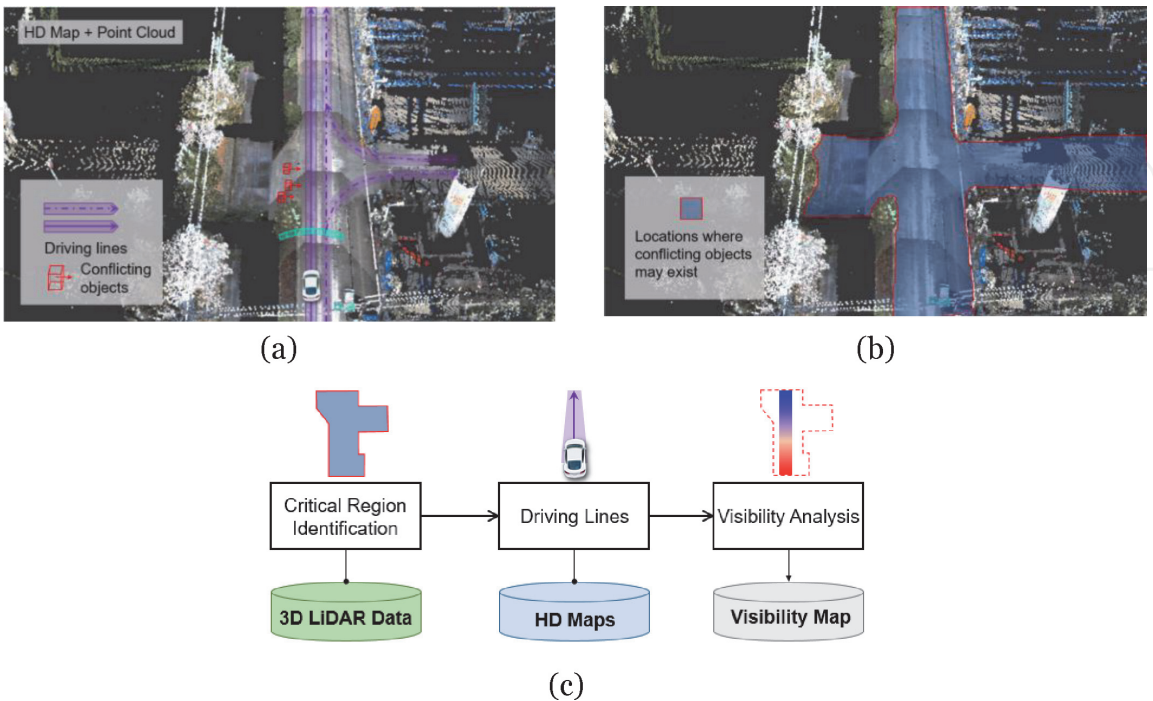 HD Map + Point Cloud
Driving lines
Conflicting
objects
(a)
Locations where
conflicting objects
may exist
(b)
Critical Region
Identification
Driving Lines
Visibility Analysis
3D LiDAR Data
HD Maps
Visibility Map
(c)